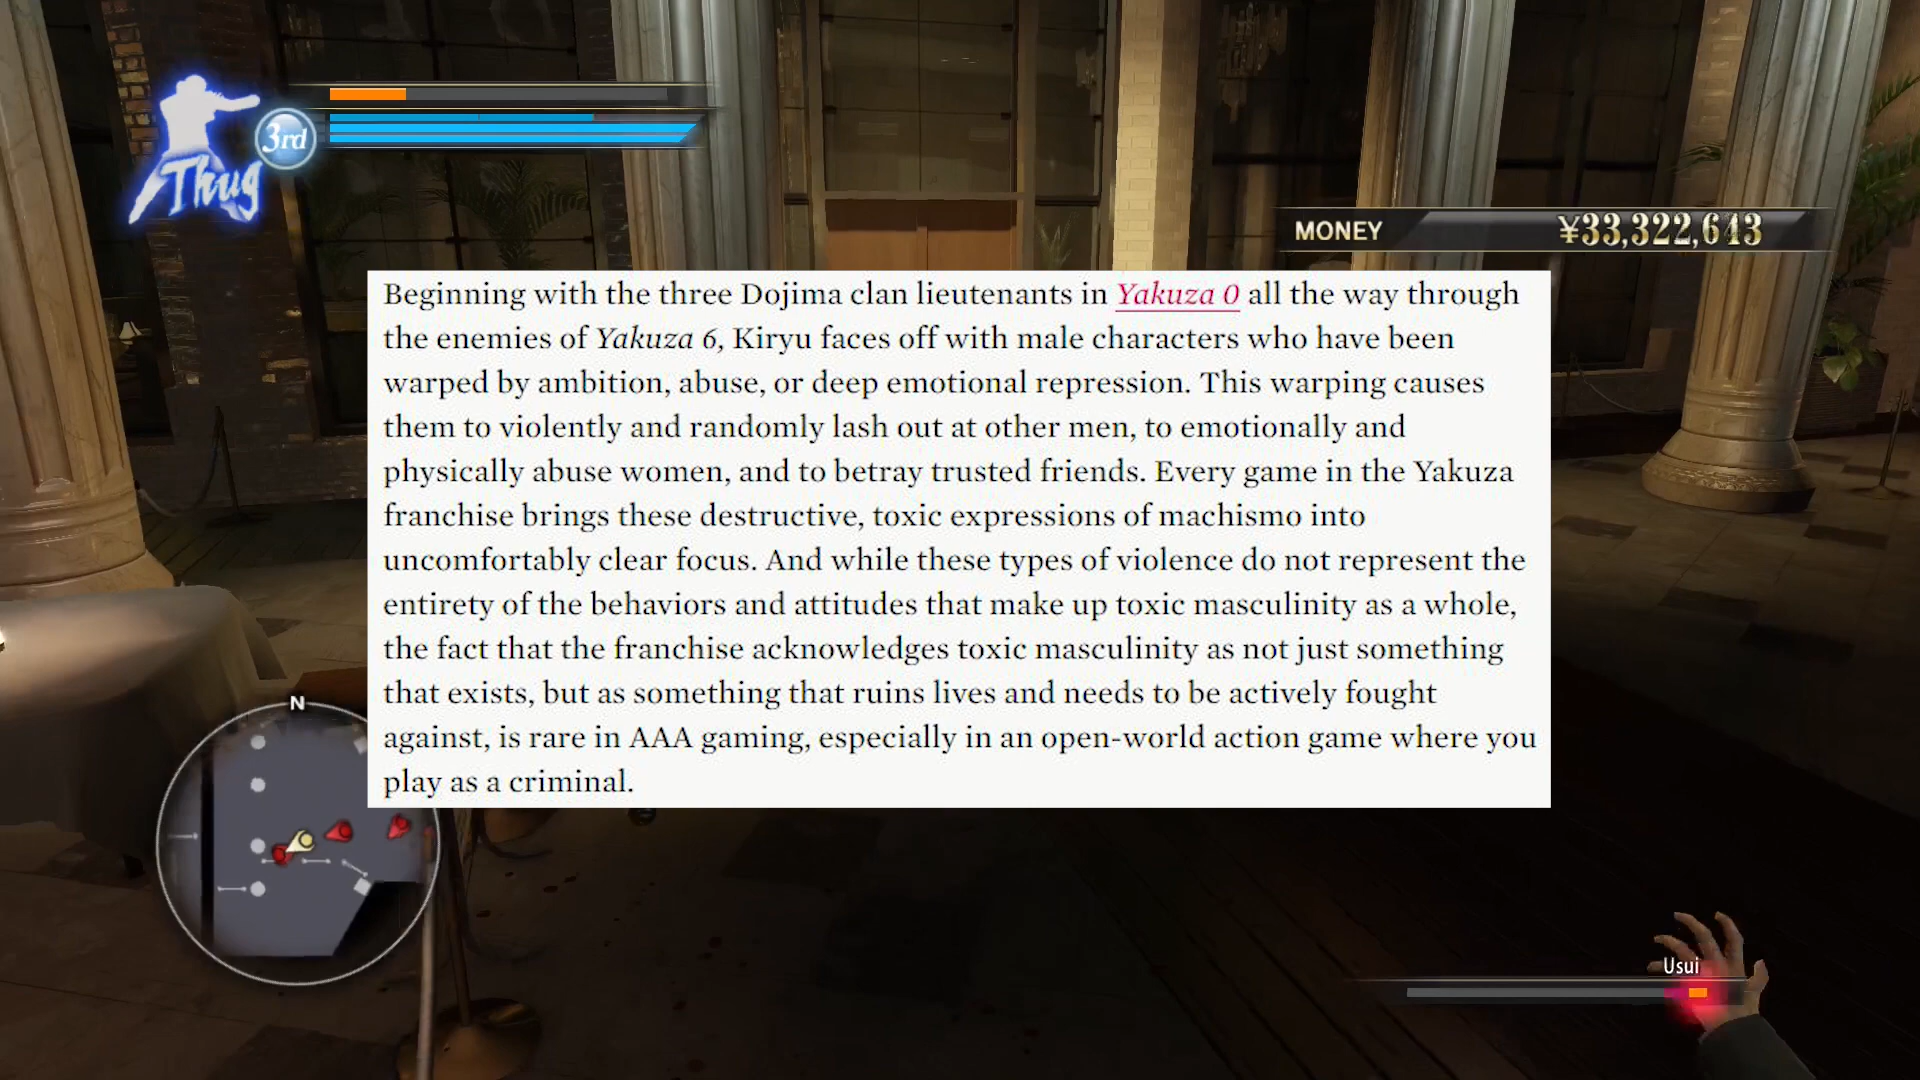 3rd
Thug
MONEY ¥33,322,643
Beginning with the three Dojima clan lieutenants in Yakuza 0 all the way through
the enemies of Yakuza 6, Kiryu faces off with male characters who have been
warped by ambition, abuse, or deep emotional repression. This warping causes
them to violently and randomly lash out at other men, to emotionally and
physically abuse women, and to betray trusted friends. Every game in the Yakuza
franchise brings these destructive, toxic expressions of machismo into
uncomfortably clear focus. And while these types of violence do not represent the
entirety of the behaviors and attitudes that make up toxic masculinity as a whole,
the fact that the franchise acknowledges toxic masculinity as not just something
that exists, but as something that ruins lives and needs to be actively fought
against, is rare in AAA gaming, especially in an open-world action game where you
play as a criminal.
N
Usui